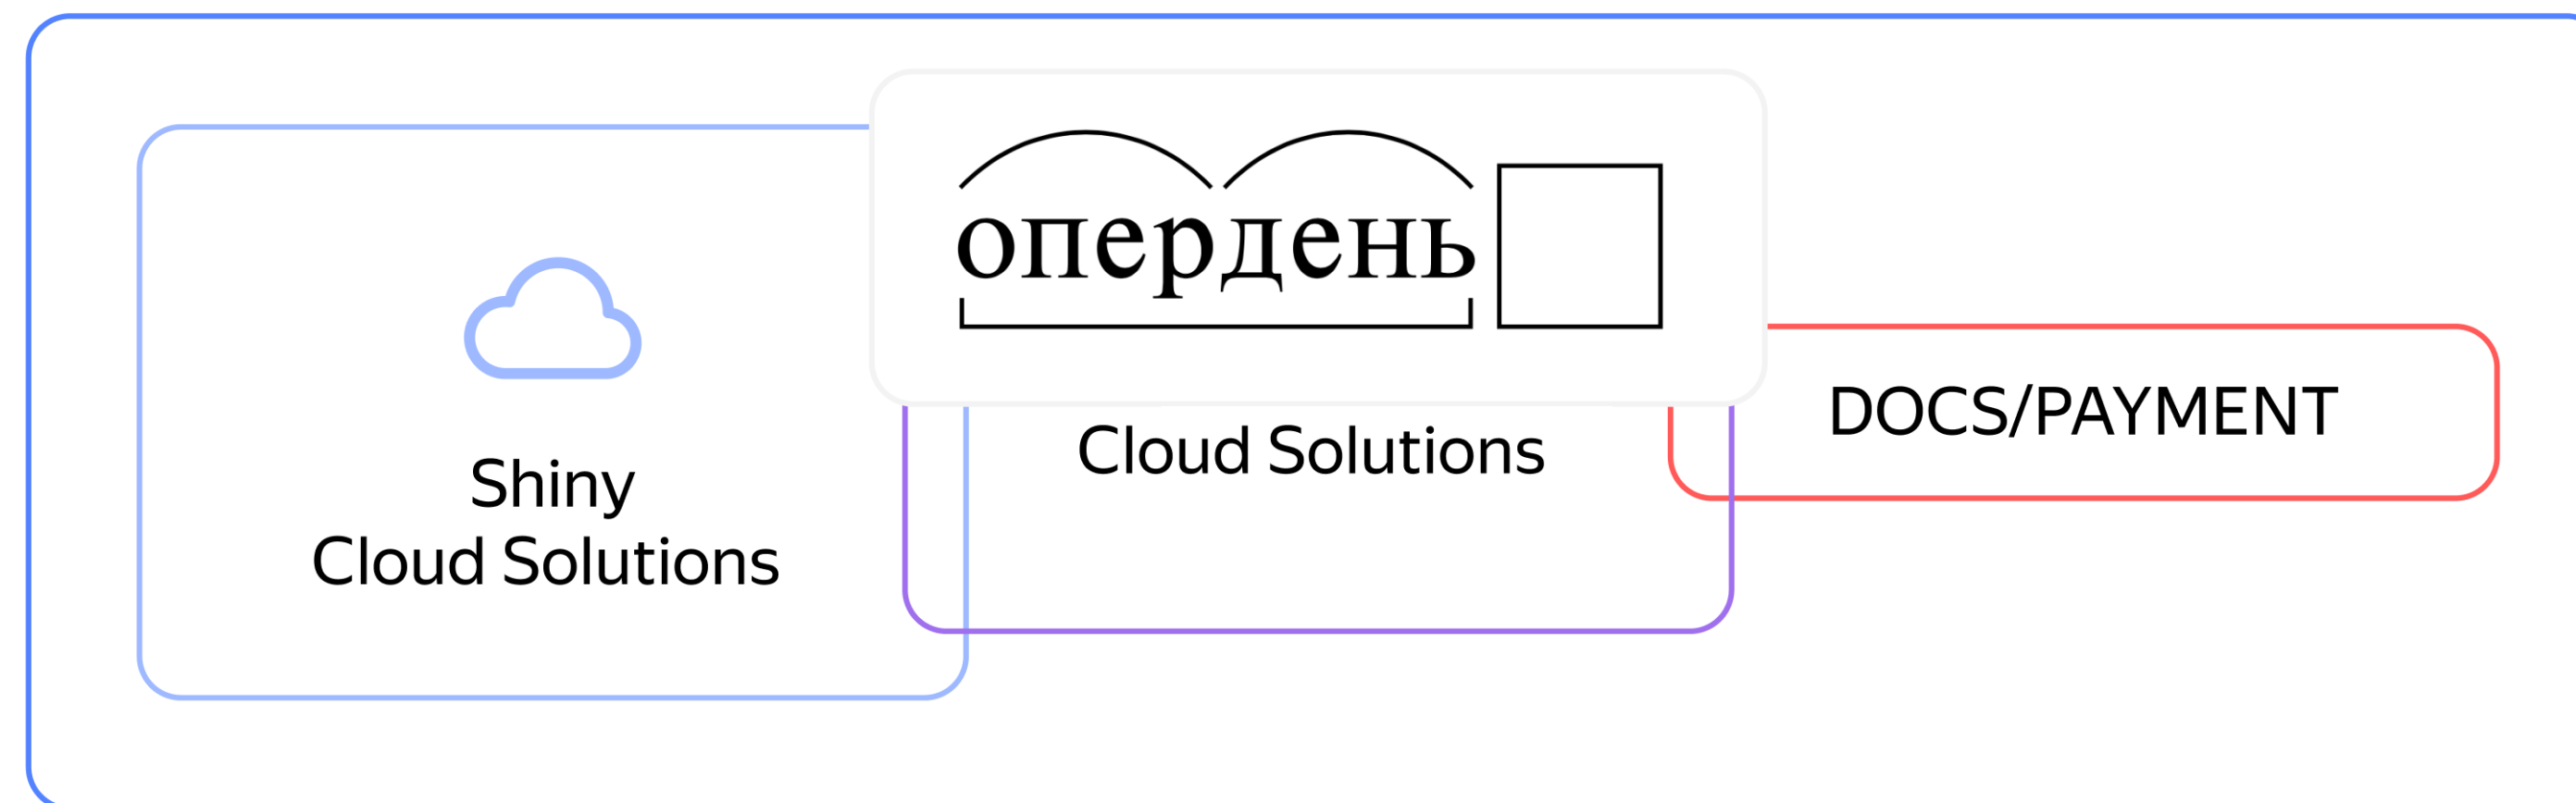 опердень
Shiny
Cloud Solutions
Cloud Solutions
DOCS/PAYMENT